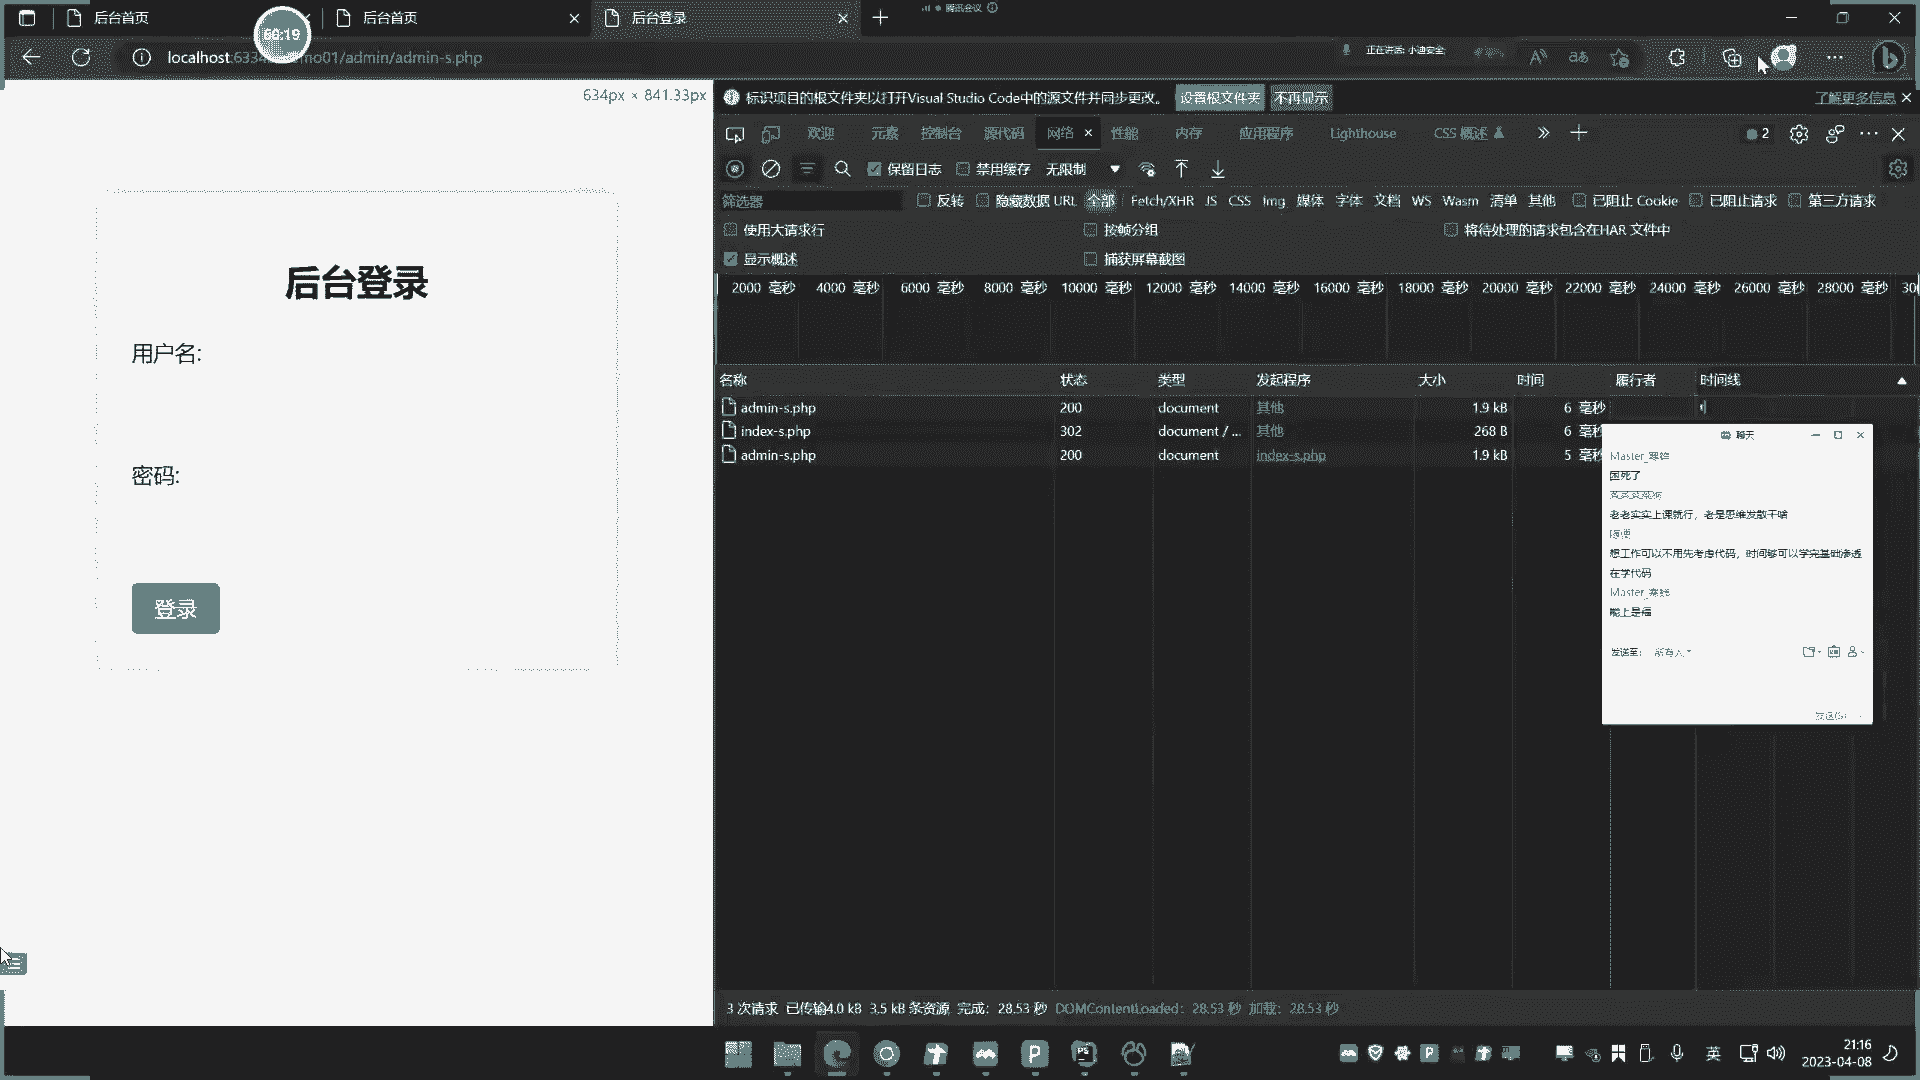 后台首页
后台首页
后台登录
腾讯会议
60:19
localhost:633
mo01/admin/admin-s.php
正在讲话: 小迪安全
634px × 841.33px
标识项目的根文件夹以打开Visual Studio Code中的源文件并同步更改。 设置根文件夹 不再显示 了解更多信息
欢迎 元素 控制台 源代码 网络 性能 内存 应用程序 Lighthouse CSS 概述 2
保留日志 禁用缓存 无限制
筛选器 反转 隐藏数据 URL 全部 Fetch/XHR JS CSS Img 媒体 字体 文档 WS Wasm 清单 其他 已阻止 Cookie 已阻止请求 第三方请求
使用大请求行 按帧分组 将待处理的请求包含在HAR 文件中
显示概述 捕获屏幕截图
2000 毫秒 4000 毫秒 6000 毫秒 8000 毫秒 10000 毫秒 12000 毫秒 14000 毫秒 16000 毫秒 18000 毫秒 20000 毫秒 22000 毫秒 24000 毫秒 26000 毫秒 28000 毫秒 30
名称 状态 类型 发起程序 大小 时间 履行者 时间线
admin-s.php 200 document 其他 1.9 kB 6 毫秒
index-s.php 302 document / ... 其他 268 B 6 毫秒
admin-s.php 200 document index-s.php 1.9 kB 5 毫秒
后台登录
用户名:
密码:
登录
聊天
困死了
老老实实上课就行，老是思维发散干啥
想工作可以不用先考虑代码，时间够可以学完基础渗透
在学代码
能上是福
发送至: 所有人
发送(S)
3 次请求 已传输4.0 kB 3.5 kB 条资源 完成: 28.53 秒 DOMContentLoaded: 28.53 秒 加载: 28.53 秒
英
21:16
2023-04-08